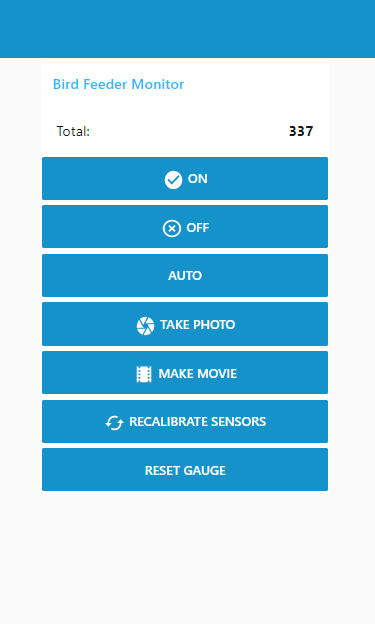 Bird Feeder Monitor
Total: 337
ON
OFF
AUTO
TAKE PHOTO
MAKE MOVIE
RECALIBRATE SENSORS
RESET GAUGE